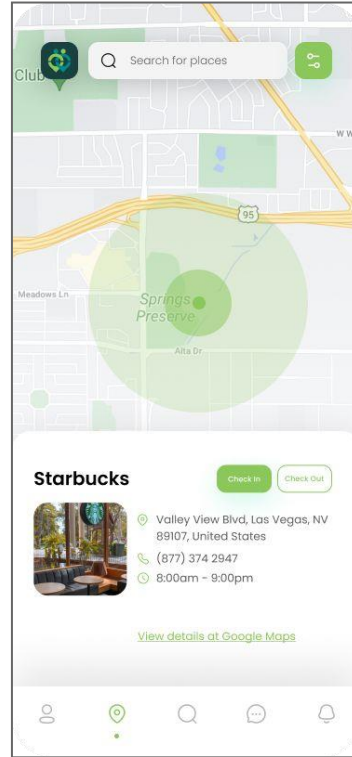 Search for places
Club
W W
95
Meadows Ln
Springs
Preserve
Alta Dr
Starbucks
Check In
Check Out
Valley View Blvd, Las Vegas, NV
89107, United States
(877) 374 2947
8:00am - 9:00pm
View details at Google Maps